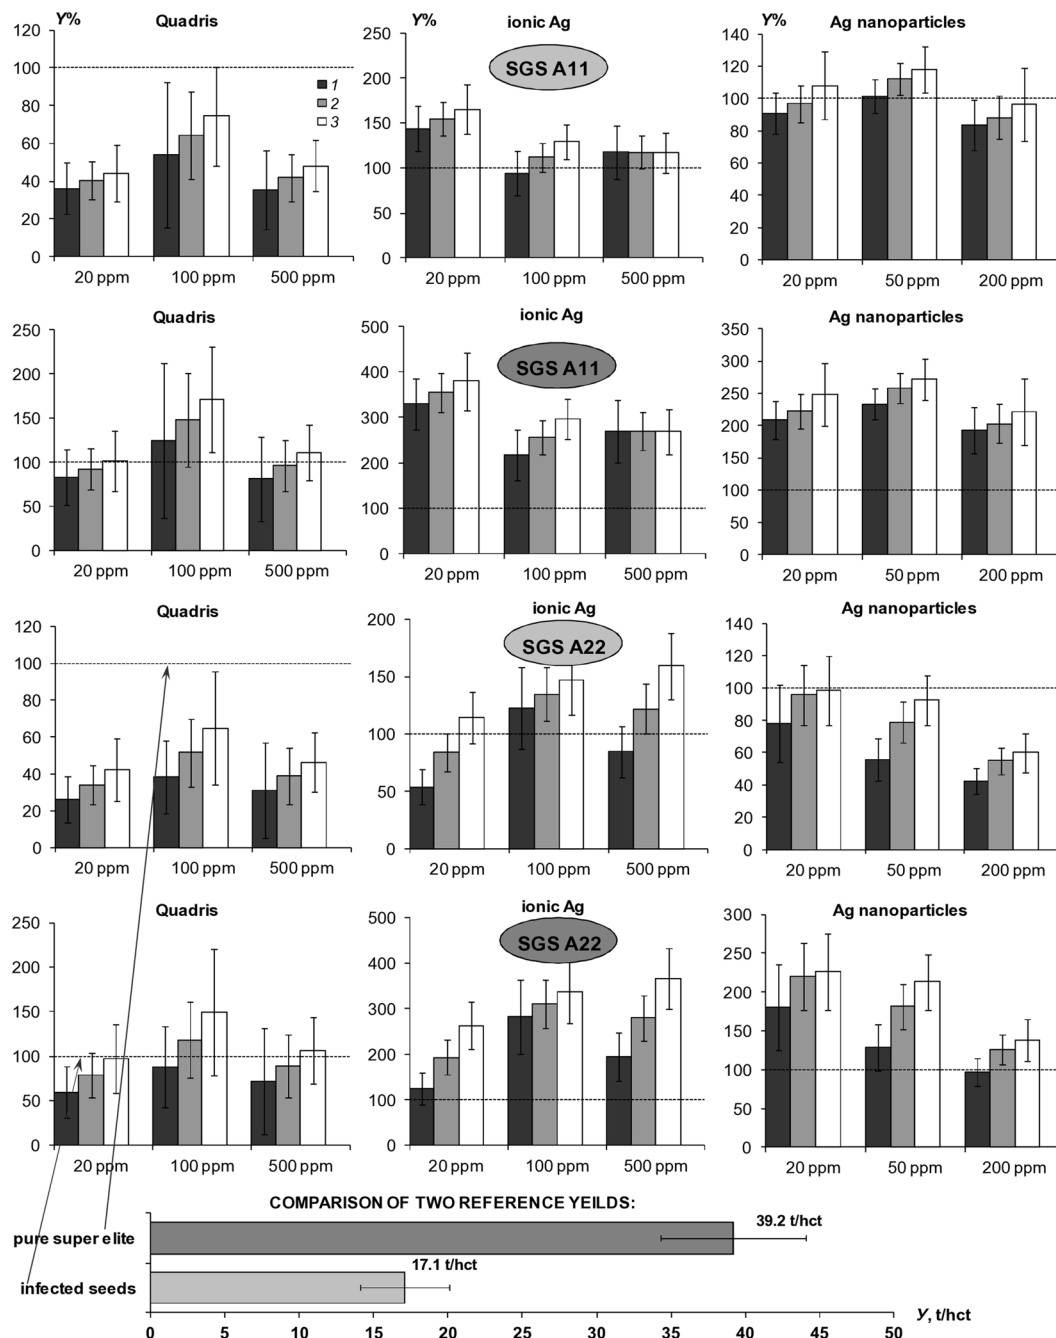 Y% Quadris
120
100
80
60
40
20
0
1
2
3
20 ppm 100 ppm 500 ppm
ionic Ag
SGS A11
250
200
150
100
50
0
20 ppm 100 ppm 500 ppm
Y% Ag nanoparticles
140
120
100
80
60
40
20
0
20 ppm 50 ppm 200 ppm
Quadris
250
200
150
100
50
0
20 ppm 100 ppm 500 ppm
ionic Ag
SGS A11
500
400
300
200
100
0
20 ppm 100 ppm 500 ppm
Ag nanoparticles
350
300
250
200
150
100
50
0
20 ppm 50 ppm 200 ppm
Quadris
120
100
80
60
40
20
0
20 ppm 100 ppm 500 ppm
ionic Ag
SGS A22
200
150
100
50
0
20 ppm 100 ppm 500 ppm
Ag nanoparticles
140
120
100
80
60
40
20
0
20 ppm 50 ppm 200 ppm
Quadris
250
200
150
100
50
0
20 ppm 100 ppm 500 ppm
ionic Ag
SGS A22
500
400
300
200
100
0
20 ppm 100 ppm 500 ppm
Ag nanoparticles
300
250
200
150
100
50
0
20 ppm 50 ppm 200 ppm
COMPARISON OF TWO REFERENCE YEILDS:
pure super elite
39.2 t/hct
infected seeds
17.1 t/hct
0 5 10 15 20 25 30 35 40 45 50
Y, t/hct